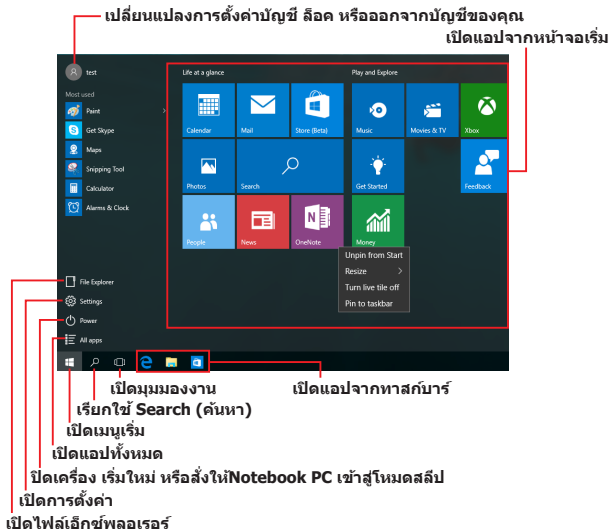 เปลี่ยนแปลงการตั้งค่าบัญชี ล็อค หรือออกจากบัญชีของคุณ
เปิดแอปจากหน้าจอเริ่ม
test
Life at a glance
Play and Explore
Most used
Paint
Get Skype
Maps
Snipping Tool
Calculator
Alarms & Clock
Calendar
Mail
Store (Beta)
Music
Movies & TV
Xbox
Photos
Search
Get Started
Feedback
People
News
OneNote
Money
Unpin from Start
Resize
Turn live tile off
Pin to taskbar
File Explorer
Settings
Power
All apps
เปิดมุมมองงาน
เปิดแอปจากทาสก์บาร์
เรียกใช้ Search (ค้นหา)
เปิดเมนูเริ่ม
เปิดแอปทั้งหมด
ปิดเครื่อง เริ่มใหม่ หรือสั่งให้Notebook PC เข้าสู่โหมดสลีป
เปิดการตั้งค่า
เปิดไฟล์เอ็กซ์พลอเรอร์